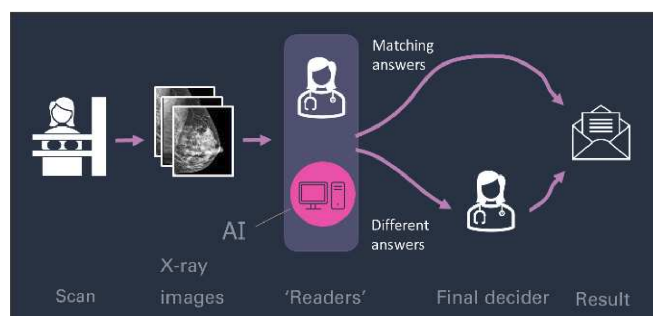 Matching
answers
AI
Different
answers
X-ray
images
Scan
'Readers'
Final decider
Result